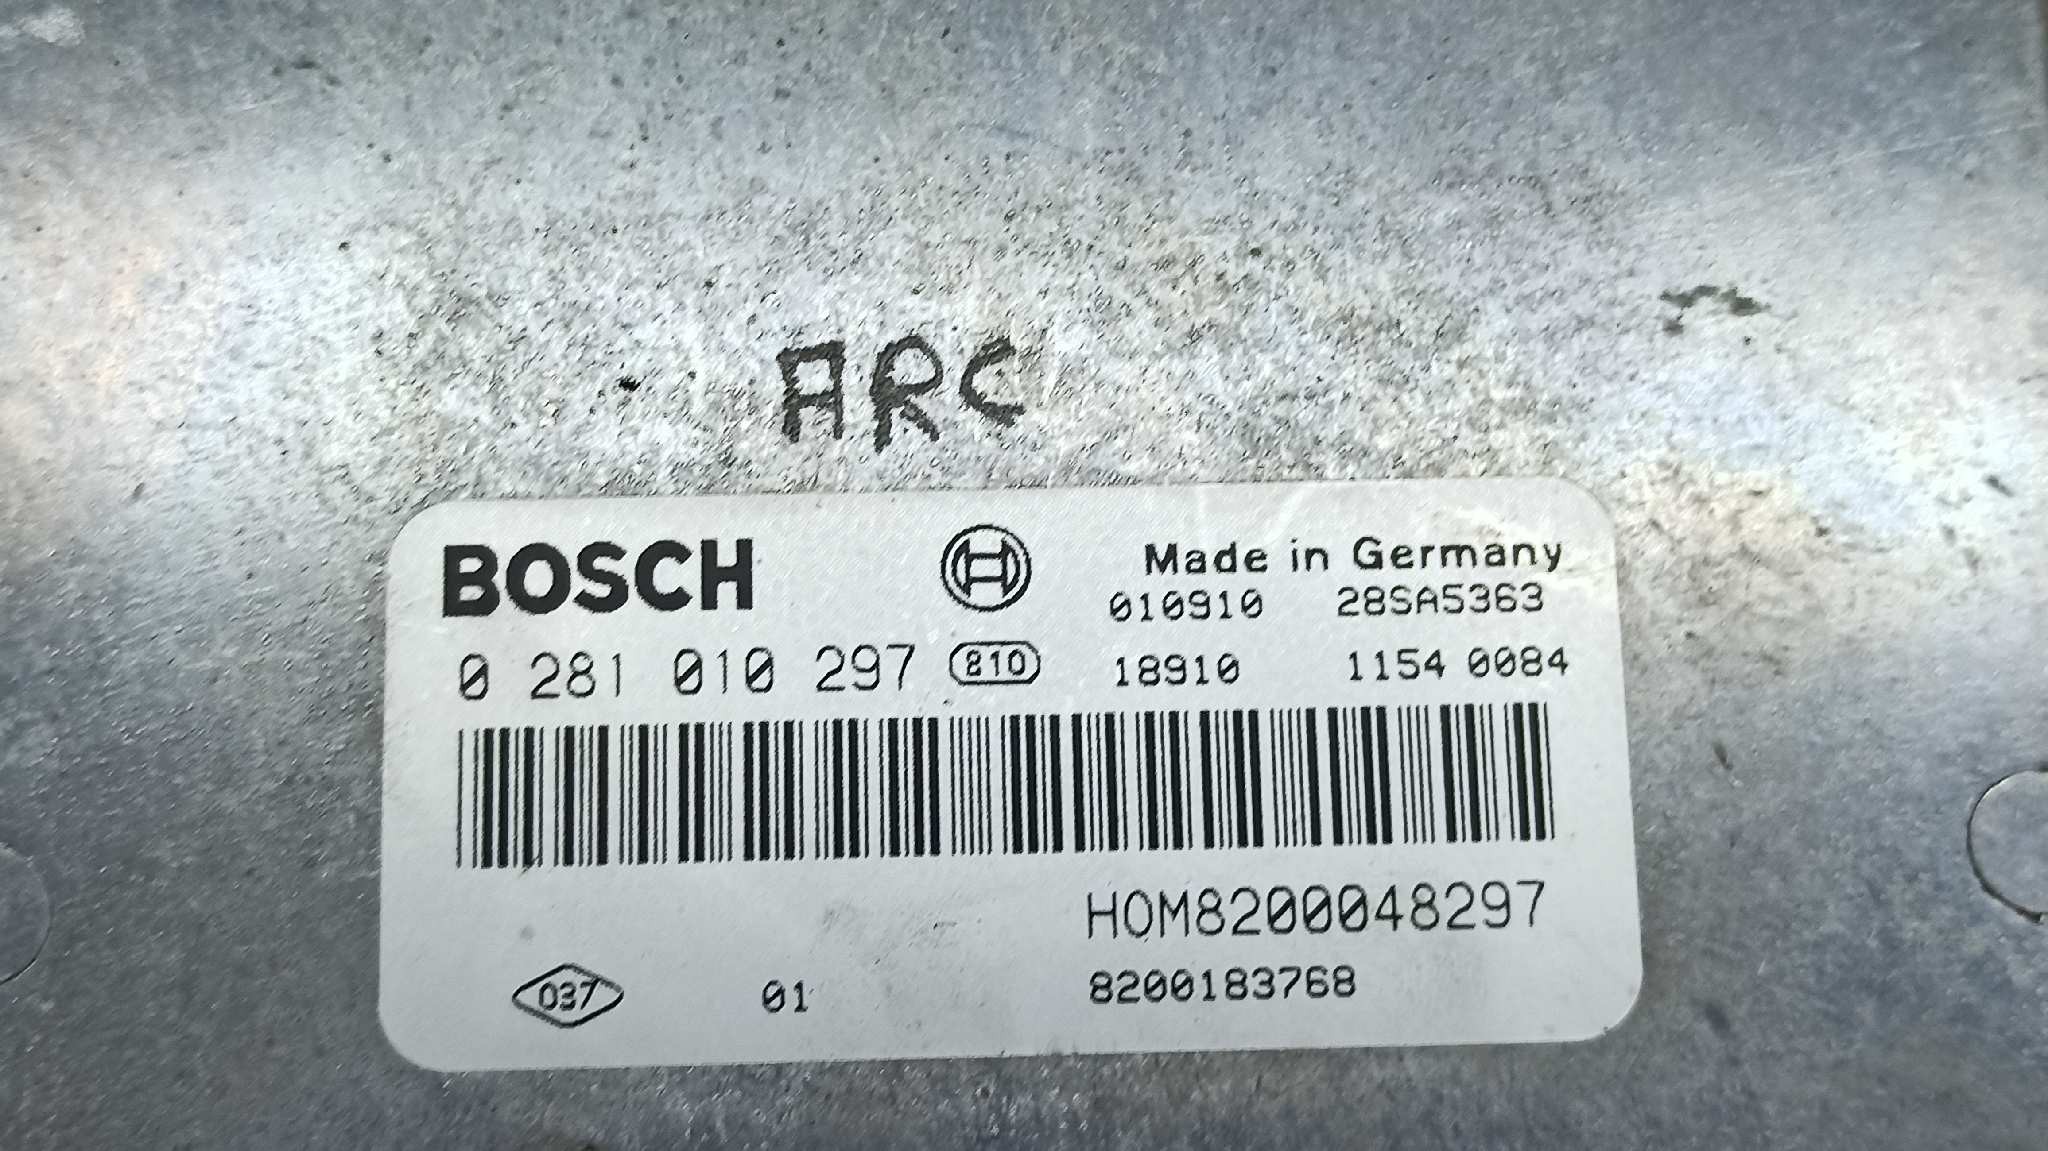 ARC
BOSCH
Made in Germany
010910 28SA5363
0 281 010 297 810 18910 1154 0084
HOM8200048297
037 01 8200183768